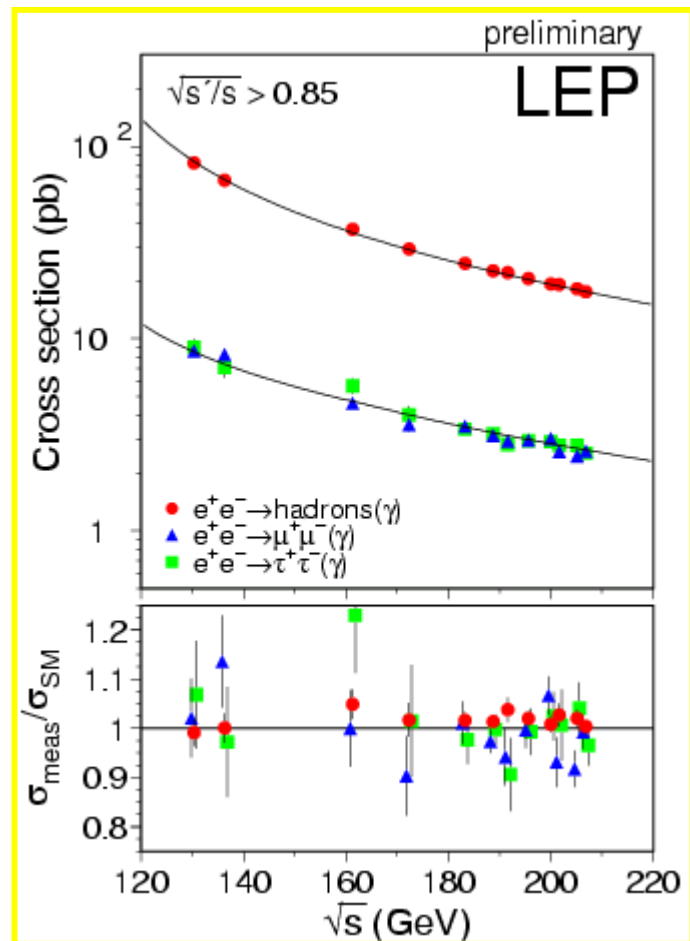 preliminary
√s´/s > 0.85
LEP
Cross section (pb)
10²
10
1
e⁺e⁻→hadrons(γ)
e⁺e⁻→μ⁺μ⁻(γ)
e⁺e⁻→τ⁺τ⁻(γ)
σmeas/σSM
1.2
1.1
1
0.9
0.8
120 140 160 180 200 220
√s (GeV)